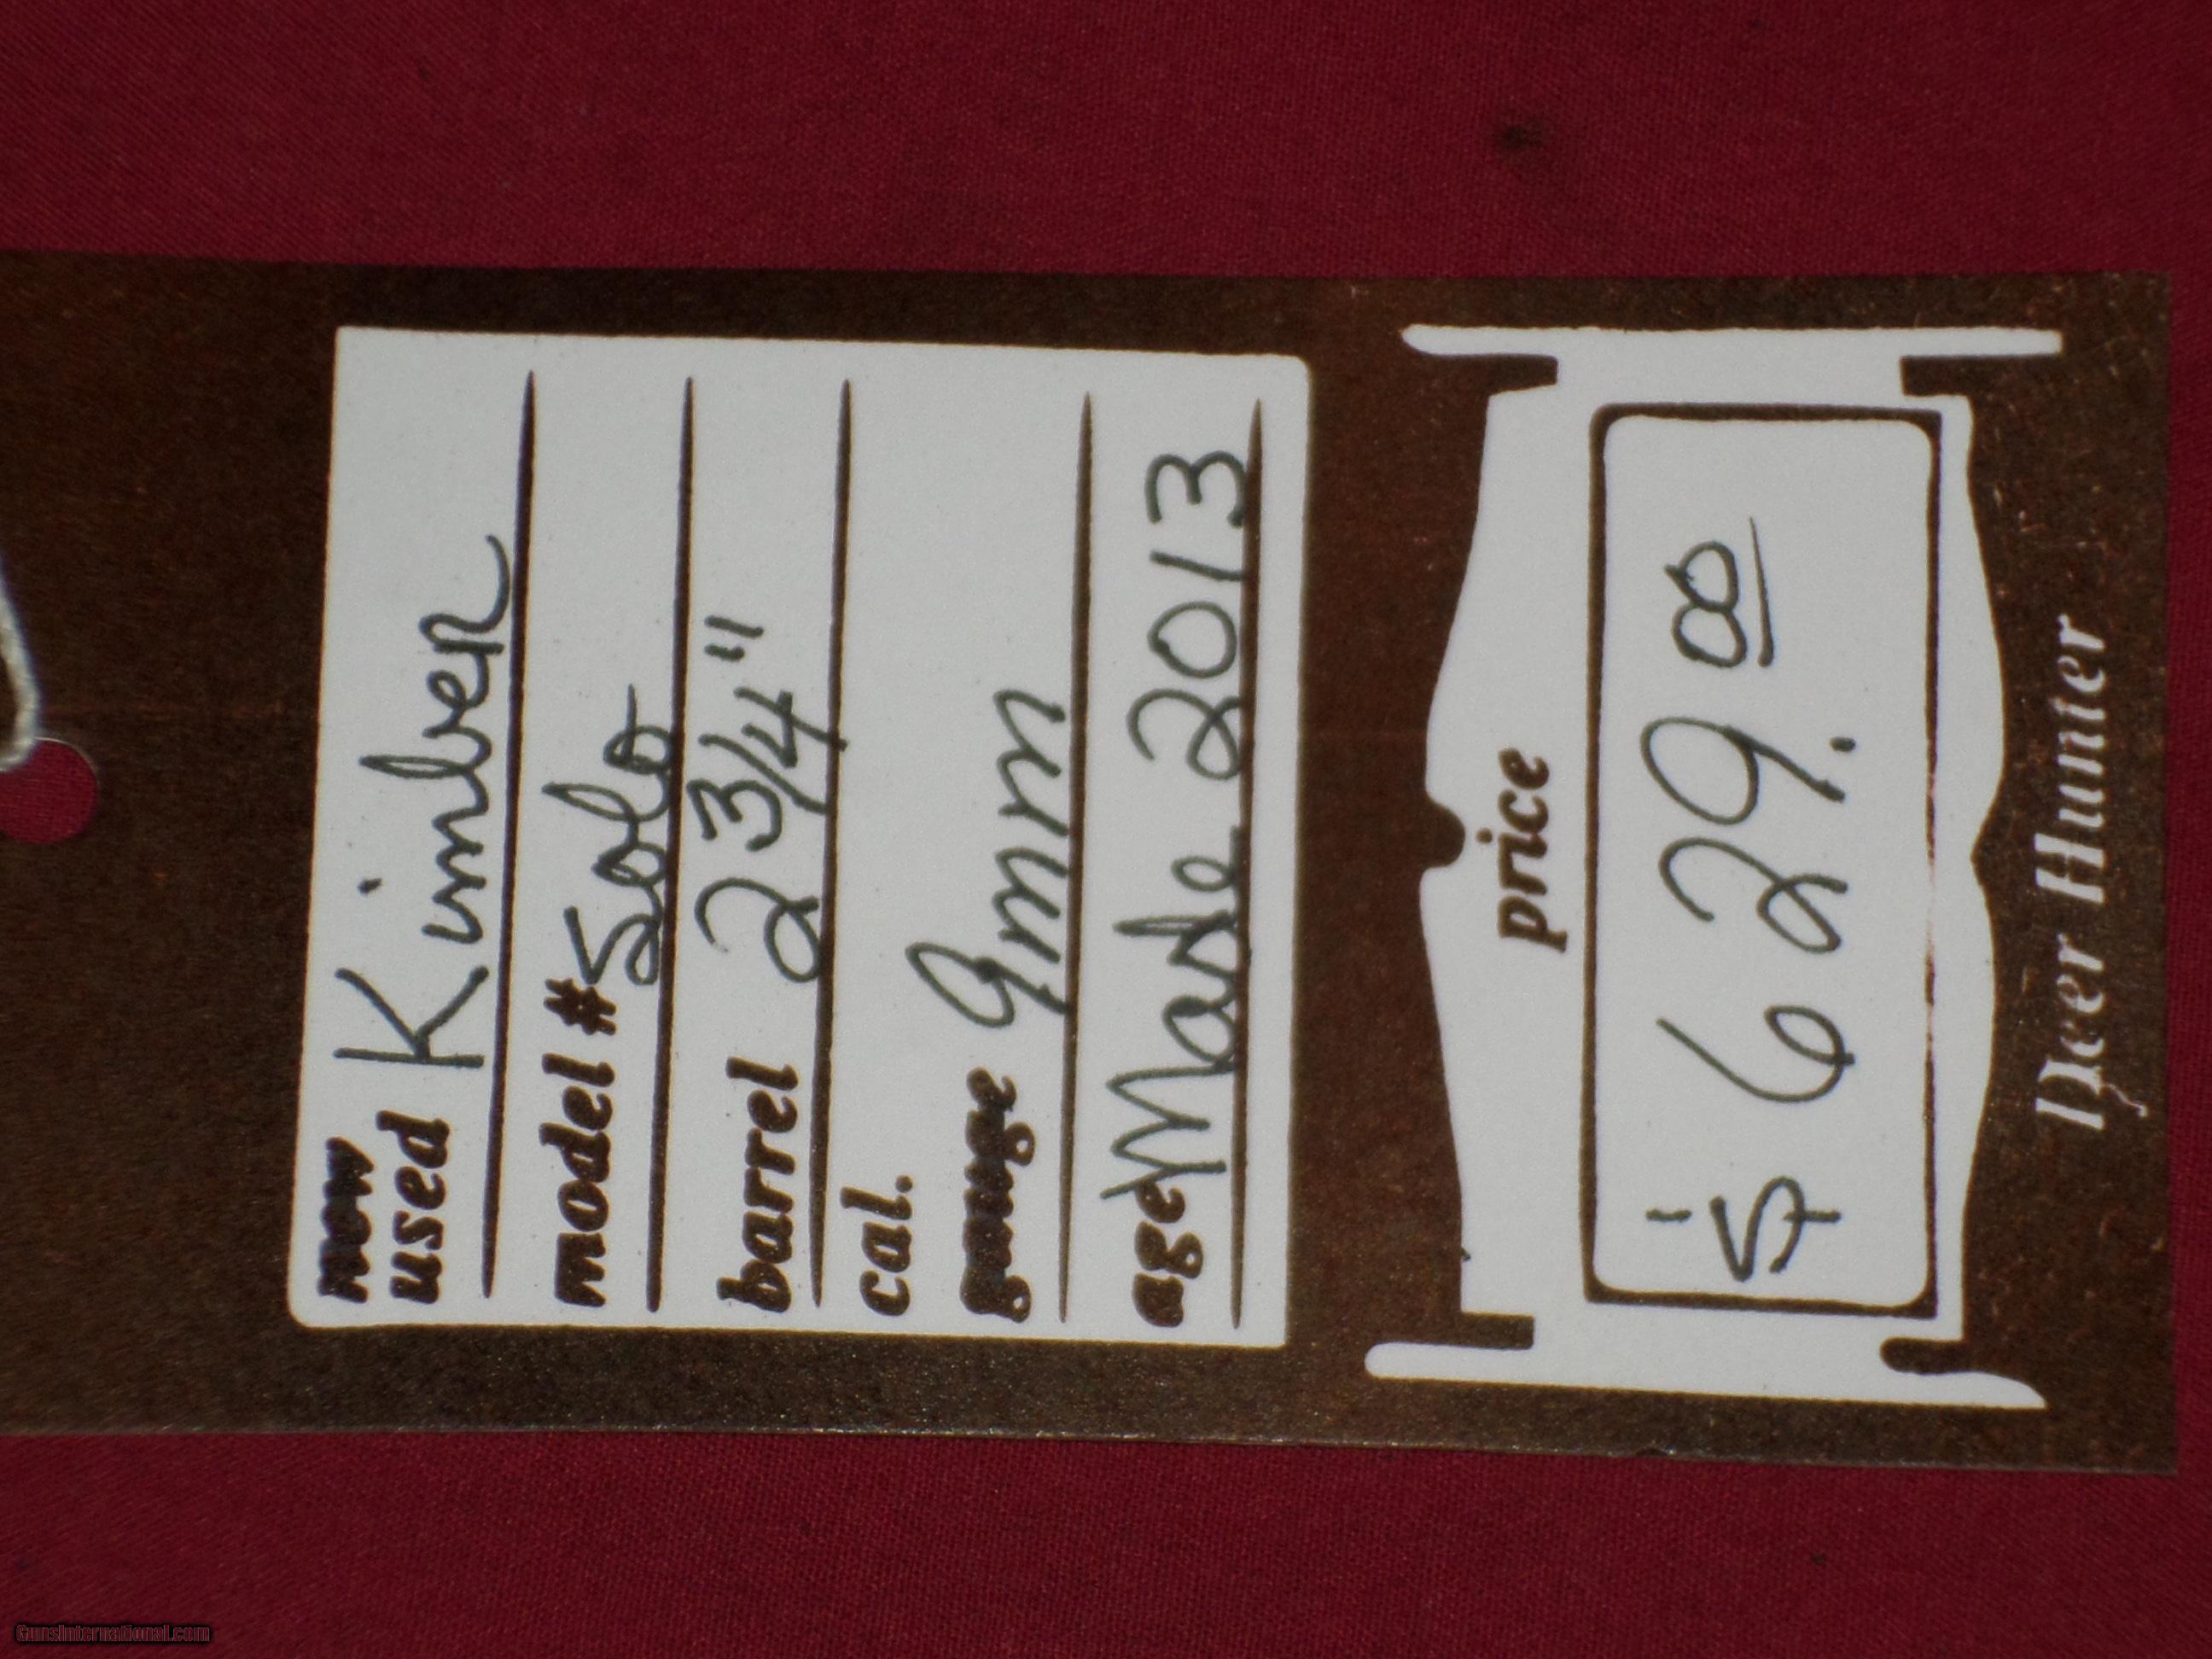 new
used Kimber
model # Solo
barrel 2 3/4"
cal.
gauge 9mm
age Made 2013
price
$ 629.00
Deer Hunter
GunsInternational.com